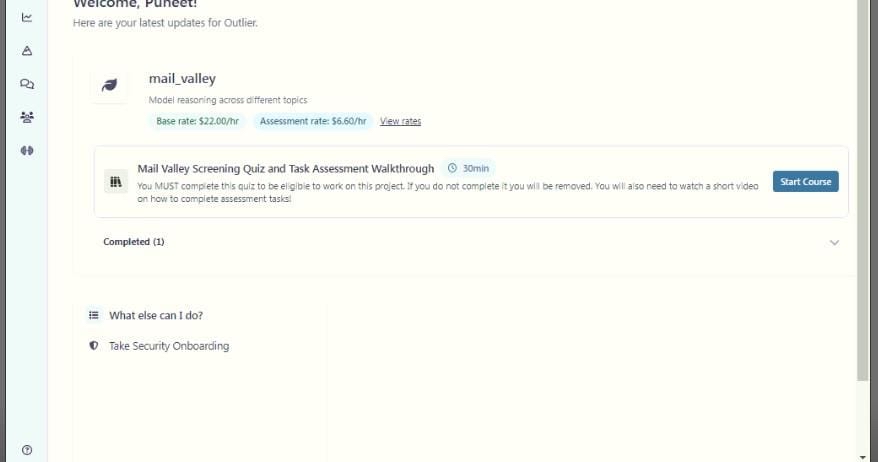 Welcome, Puneet!
Here are your latest updates for Outlier.
mail_valley
Model reasoning across different topics
Base rate: $22.00/hr Assessment rate: $6.60/hr View rates
Mail Valley Screening Quiz and Task Assessment Walkthrough 30min
You MUST complete this quiz to be eligible to work on this project. If you do not complete it you will be removed. You will also need to watch a short video
on how to complete assessment tasks!
Start Course
Completed (1)
What else can I do?
Take Security Onboarding